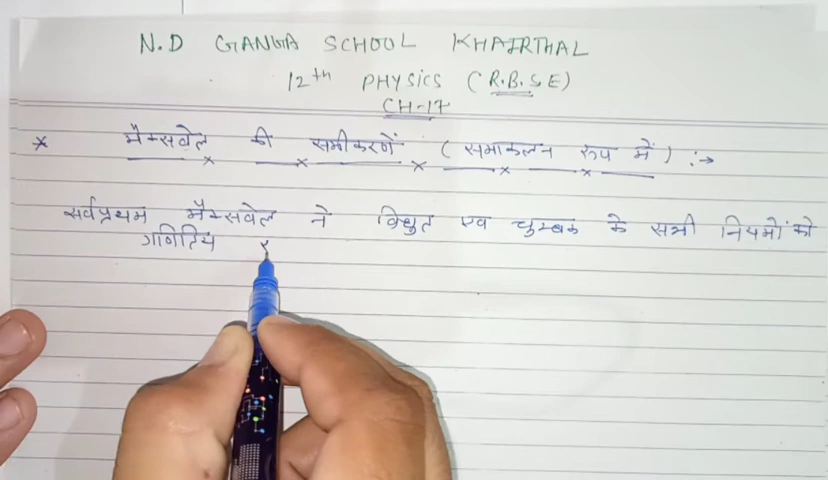 N.D GANGA SCHOOL KHAIRTHAL
12th PHYSICS (R.B.S.E)
CH-17
* मैक्सवेल की समीकरणें (समाकलन रूप में) :→
सर्वप्रथम मैक्सवेल ने विधुत एव चुम्बक के सभी नियमों को
गणितिय